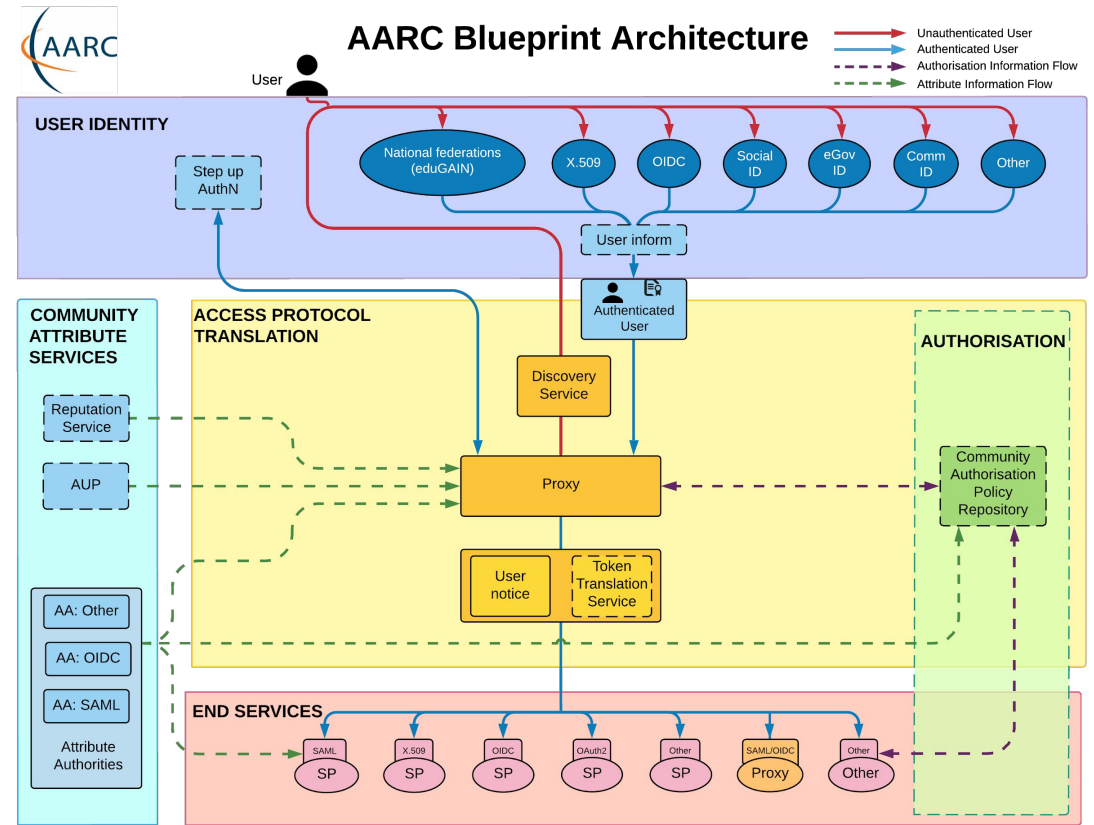 AARC
AARC Blueprint Architecture
Unauthenticated User
Authenticated User
Authorisation Information Flow
Attribute Information Flow
User
USER IDENTITY
Step up
AuthN
National federations
(eduGAIN)
X.509
OIDC
Social
ID
eGov
ID
Comm
ID
Other
User inform
Authenticated
User
COMMUNITY
ATTRIBUTE
SERVICES
Reputation
Service
AUP
AA: Other
AA: OIDC
AA: SAML
Attribute
Authorities
ACCESS PROTOCOL
TRANSLATION
Discovery
Service
Proxy
User
notice
Token
Translation
Service
AUTHORISATION
Community
Authorisation
Policy
Repository
END SERVICES
SAML
SP
X.509
SP
OIDC
SP
OAuth2
SP
Other
SP
SAML/OIDC
Proxy
Other
Other